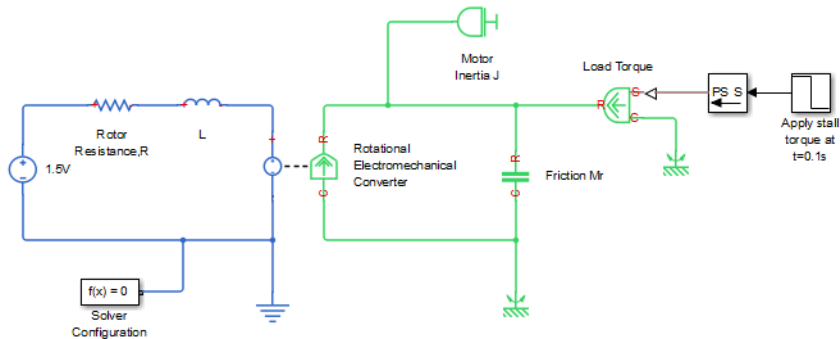 Motor
Inertia J
Load Torque
S
R
C
PS S
Apply stall
torque at
t=0.1s
+
+
+
Rotor
Resistance,R
L
1.5V
R
C
Rotational
Electromechanical
Converter
R
C
Friction Mr
f(x) = 0
Solver
Configuration